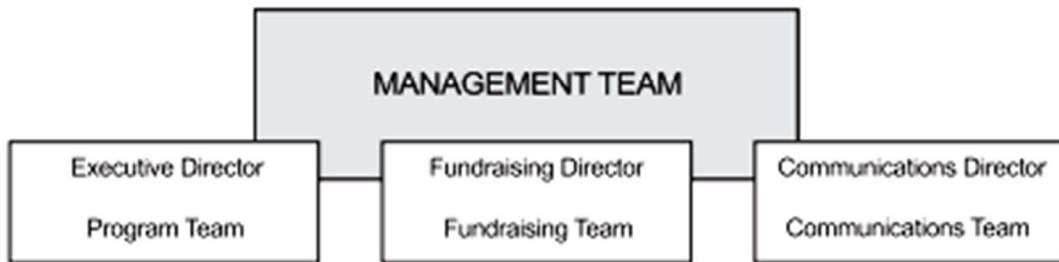 MANAGEMENT TEAM
Executive Director
Program Team
Fundraising Director
Fundraising Team
Communications Director
Communications Team